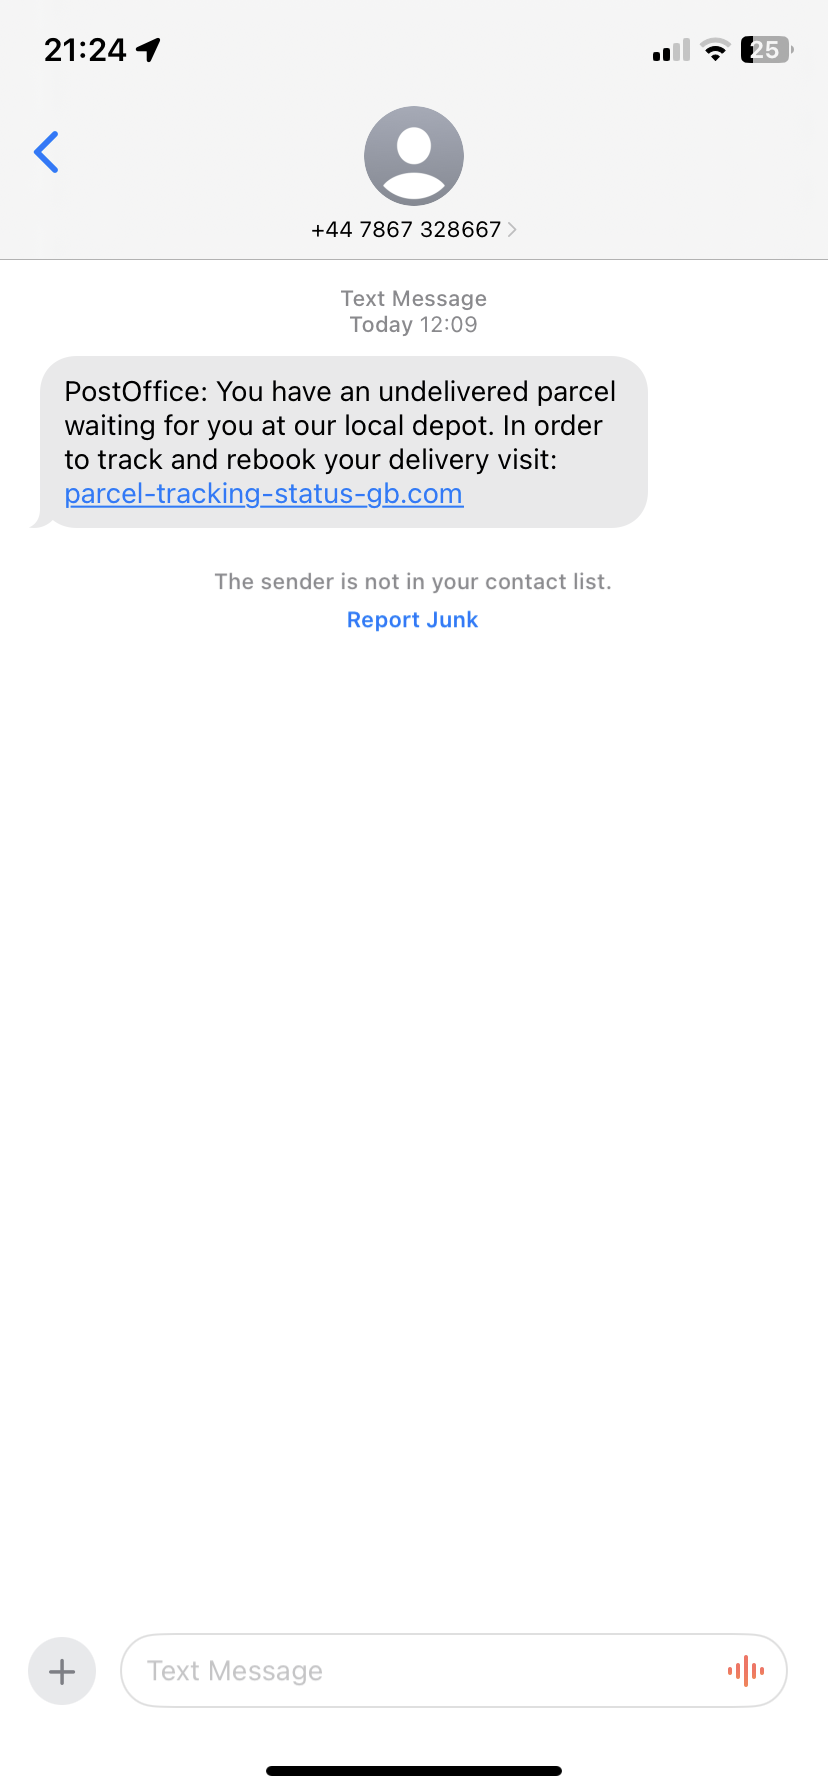 21:24
25
+44 7867 328667
Text Message
Today 12:09
PostOffice: You have an undelivered parcel
waiting for you at our local depot. In order
to track and rebook your delivery visit:
parcel-tracking-status-gb.com
The sender is not in your contact list.
Report Junk
Text Message